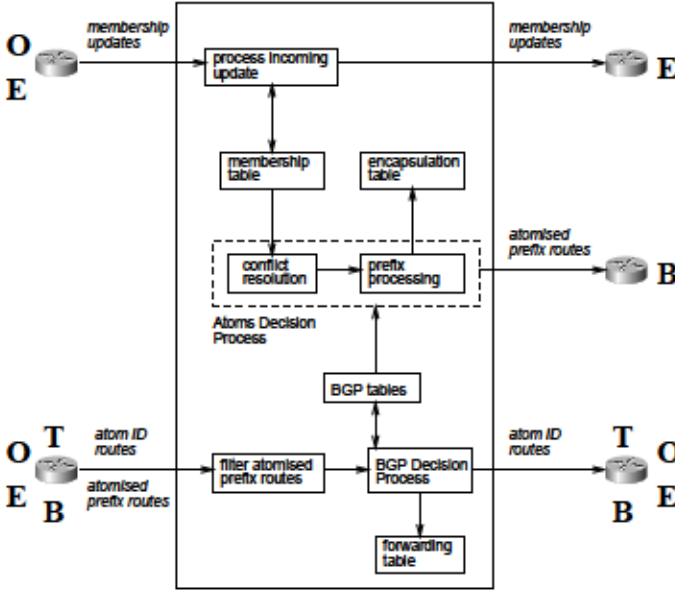 membership
updates
membership
updates
O
E
process incoming
update
E
membership
table
encapsulation
table
atomised
prefix routes
conflict
resolution
prefix
processing
B
Atoms Decision
Process
BGP tables
T
O
E
B
atom ID
routes
atomised
prefix routes
filter atomised
prefix routes
BGP Decision
Process
atom ID
routes
T
O
E
B
forwarding
table